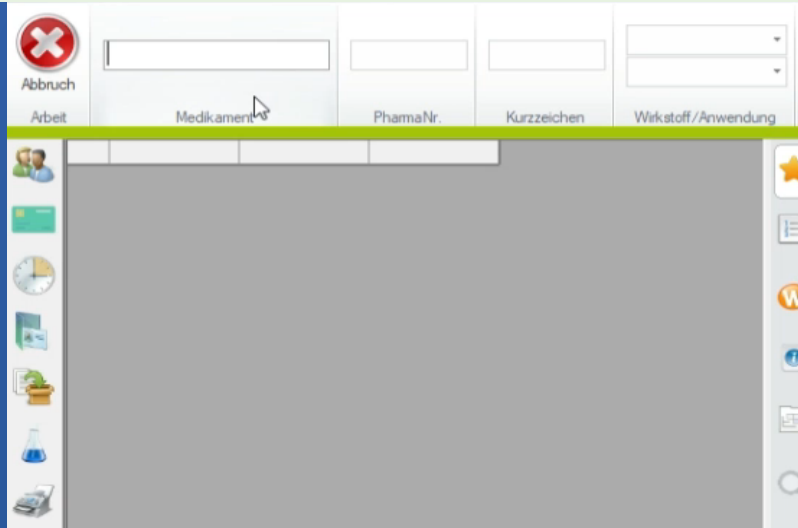 Abbruch
Arbeit
Medikament
PharmaNr.
Kurzzeichen
Wirkstoff/Anwendung
W